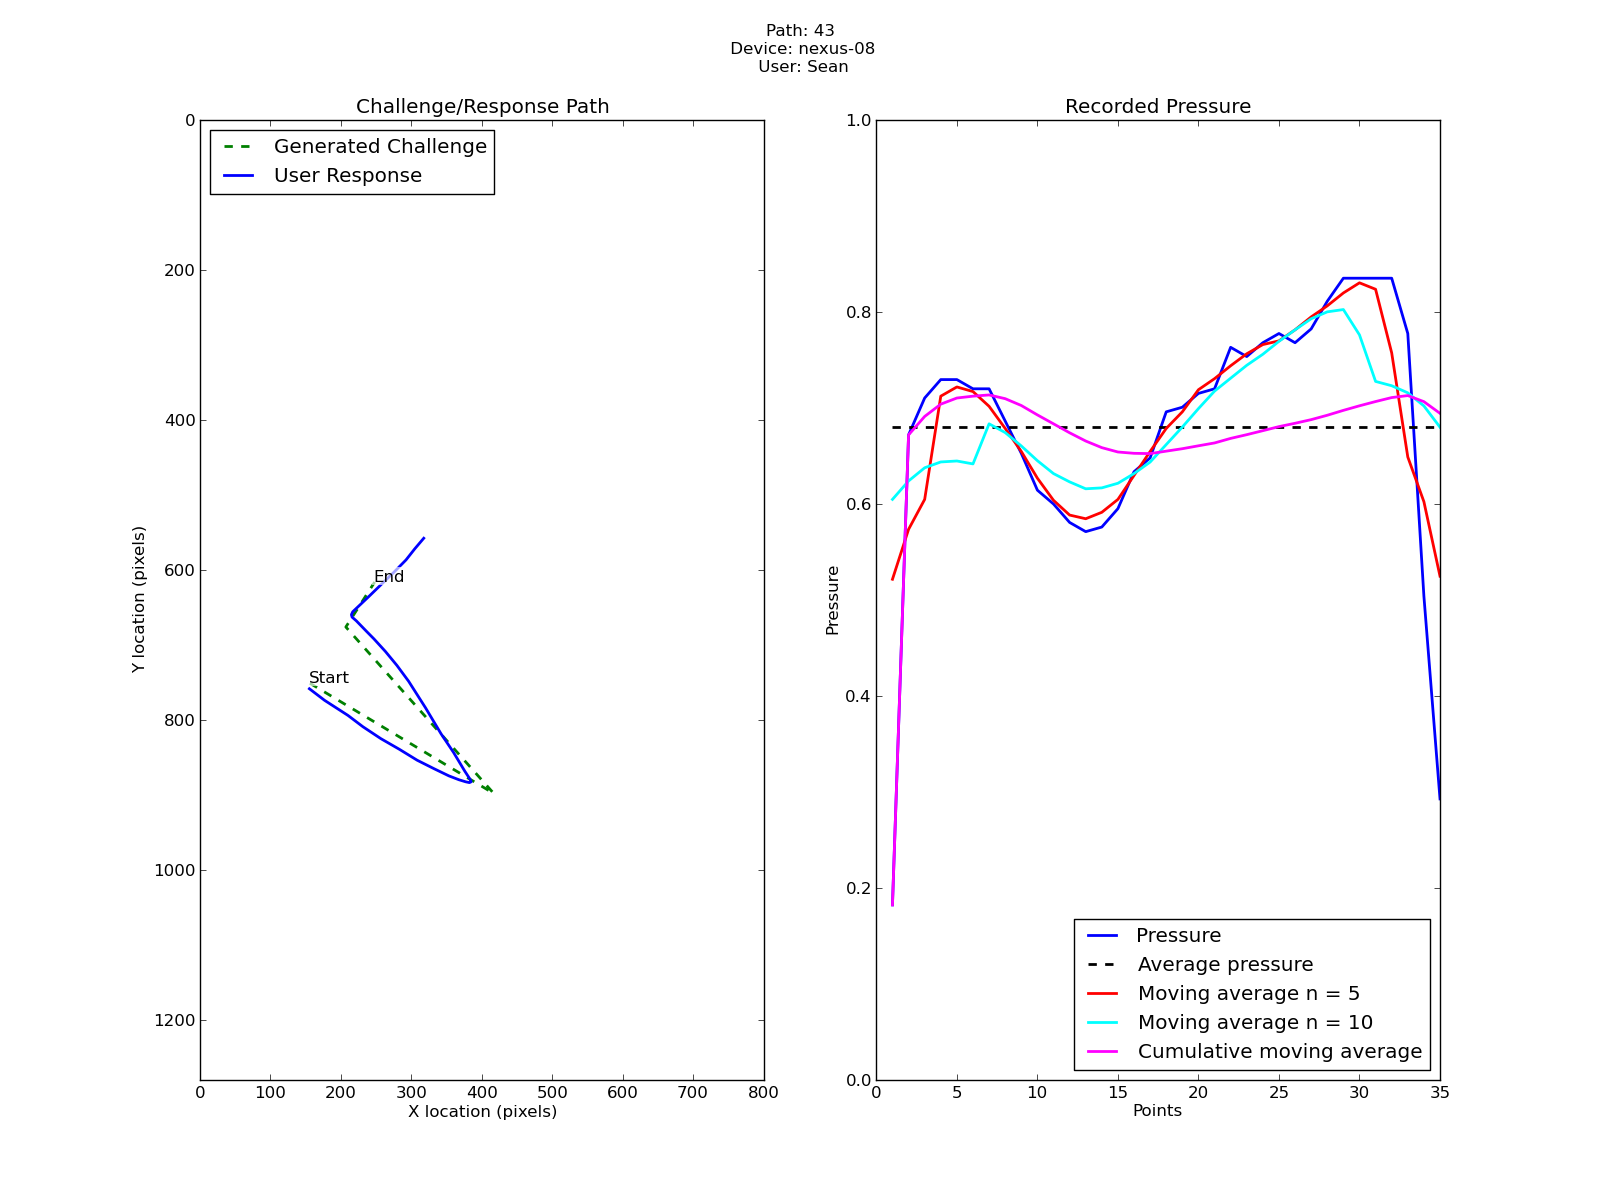 Path: 43
Device: nexus-08
User: Sean
Challenge/Response Path
Generated Challenge
User Response
0
200
400
600
800
1000
1200
Y location (pixels)
End
Start
0 100 200 300 400 500 600 700 800
X location (pixels)
Recorded Pressure
1.0
0.8
0.6
0.4
0.2
0.0
Pressure
Pressure
Average pressure
Moving average n = 5
Moving average n = 10
Cumulative moving average
0 5 10 15 20 25 30 35
Points